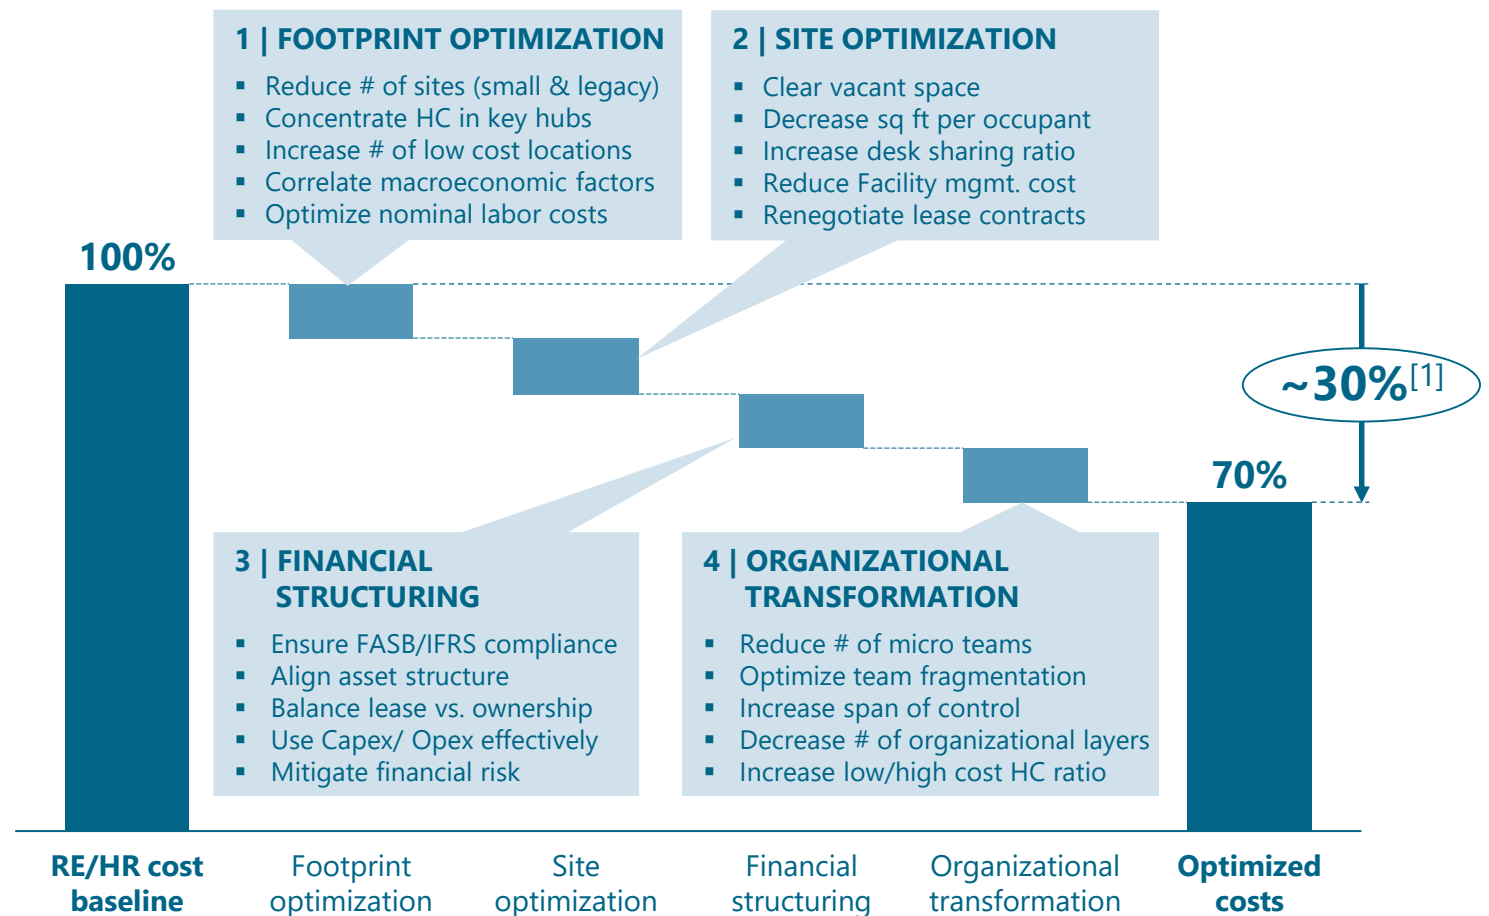 1 | FOOTPRINT OPTIMIZATION
▪ Reduce # of sites (small & legacy)
▪ Concentrate HC in key hubs
▪ Increase # of low cost locations
▪ Correlate macroeconomic factors
▪ Optimize nominal labor costs
2 | SITE OPTIMIZATION
▪ Clear vacant space
▪ Decrease sq ft per occupant
▪ Increase desk sharing ratio
▪ Reduce Facility mgmt. cost
▪ Renegotiate lease contracts
100%
~30%[1]
70%
3 | FINANCIAL
STRUCTURING
▪ Ensure FASB/IFRS compliance
▪ Align asset structure
▪ Balance lease vs. ownership
▪ Use Capex/ Opex effectively
▪ Mitigate financial risk
4 | ORGANIZATIONAL
TRANSFORMATION
▪ Reduce # of micro teams
▪ Optimize team fragmentation
▪ Increase span of control
▪ Decrease # of organizational layers
▪ Increase low/high cost HC ratio
RE/HR cost
baseline
Footprint
optimization
Site
optimization
Financial
structuring
Organizational
transformation
Optimized
costs